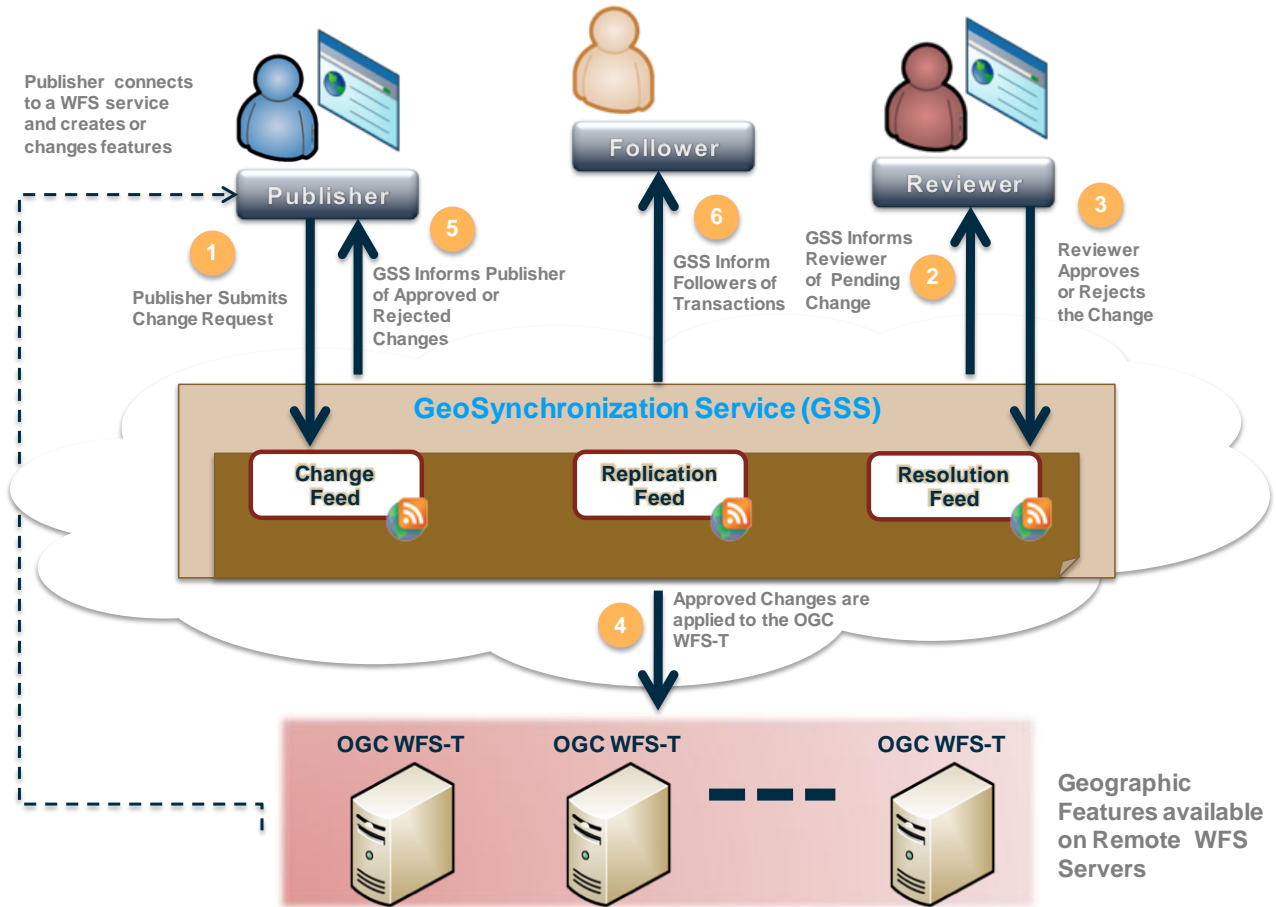 Publisher connects
to a WFS service
and creates or
changes features
Publisher
Follower
Reviewer
1
Publisher Submits
Change Request
5
GSS Informs Publisher
of Approved or
Rejected
Changes
6
GSS Inform
Followers of
Transactions
GSS Informs
Reviewer
of Pending
Change
2
3
Reviewer
Approves
or Rejects
the Change
GeoSynchronization Service (GSS)
Change
Feed
Replication
Feed
Resolution
Feed
4
Approved Changes are
applied to the OGC
WFS-T
OGC WFS-T
OGC WFS-T
OGC WFS-T
Geographic
Features available
on Remote WFS
Servers